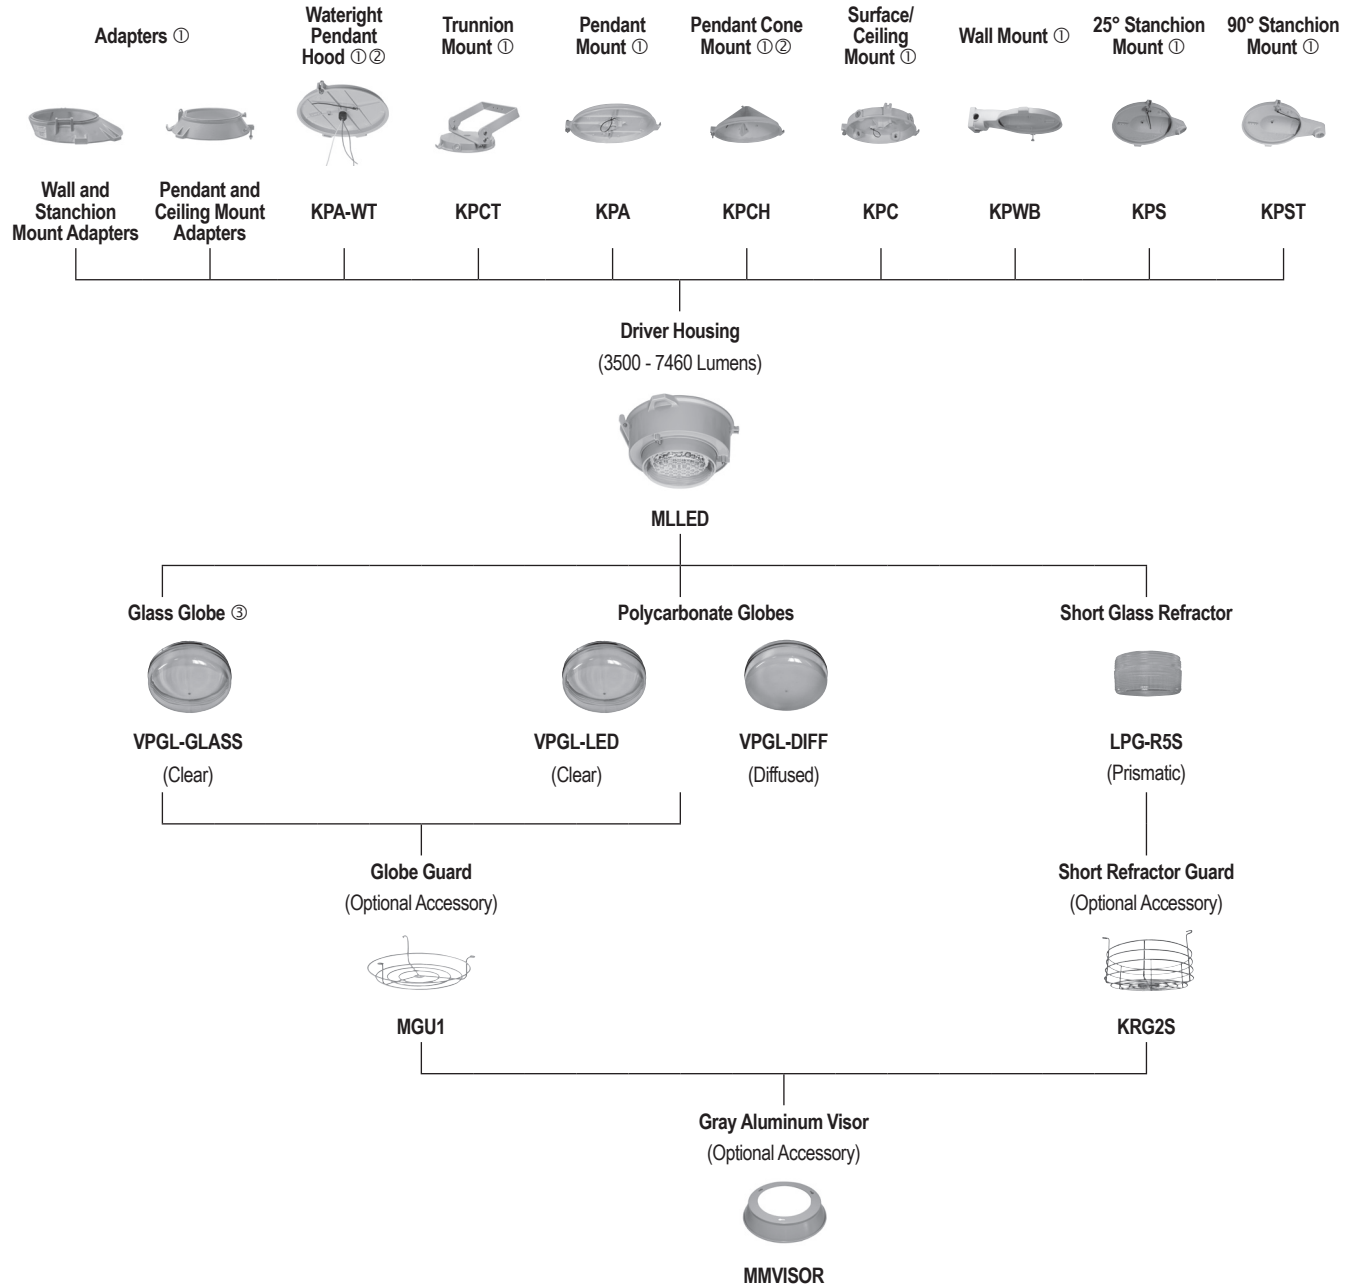 Adapters ①
Wateright
Pendant
Hood ①②
Trunnion
Mount ①
Pendant
Mount ①
Pendant Cone
Mount ①②
Surface/
Ceiling
Mount ①
Wall Mount ①
25° Stanchion
Mount ①
90° Stanchion
Mount ①
Wall and
Stanchion
Mount Adapters
Pendant and
Ceiling Mount
Adapters
KPA-WT
KPCT
KPA
KPCH
KPC
KPWB
KPS
KPST
Driver Housing
(3500 - 7460 Lumens)
MLLED
Glass Globe ③
Polycarbonate Globes
Short Glass Refractor
VPGL-GLASS
(Clear)
VPGL-LED
(Clear)
VPGL-DIFF
(Diffused)
LPG-R5S
(Prismatic)
Globe Guard
(Optional Accessory)
Short Refractor Guard
(Optional Accessory)
MGU1
KRG2S
Gray Aluminum Visor
(Optional Accessory)
MMVISOR